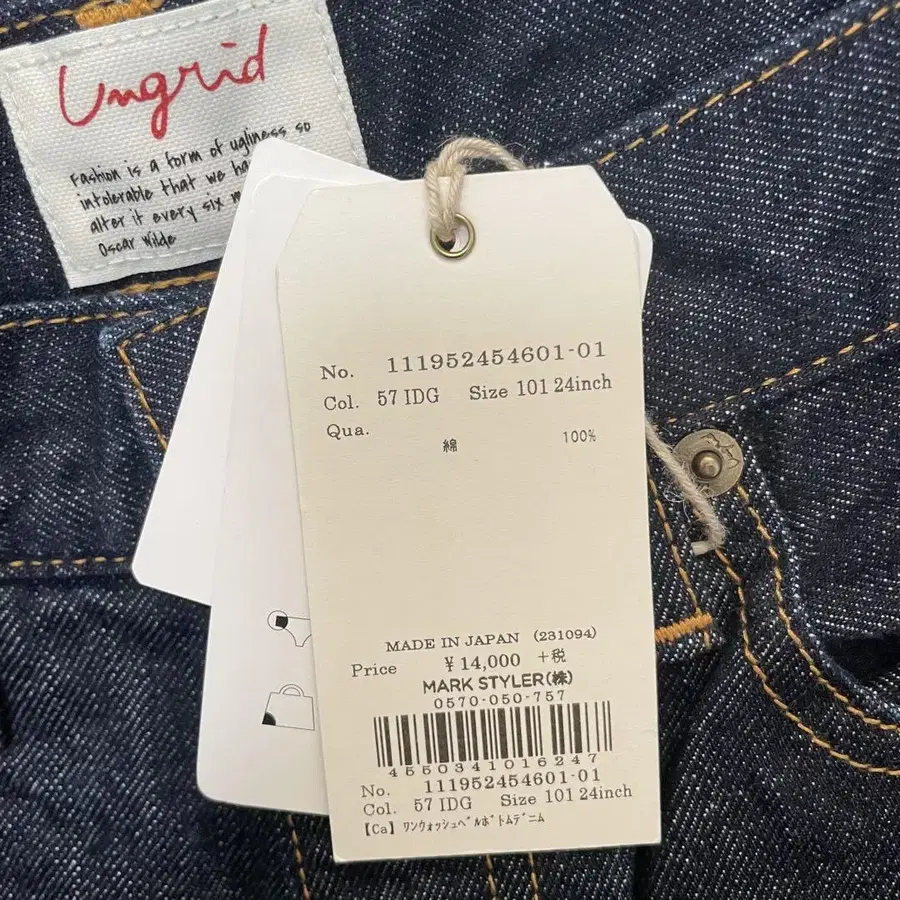 Ungrid
Fashion is a form of ugliness so
intolerable that we ha
alter it every six m
Oscar Wilde
No. 111952454601-01
Col. 57 IDG Size 101 24inch
Qua.
綿 100%
MADE IN JAPAN (231094)
Price ¥ 14,000 +税
MARK STYLER(株)
0570-050-757
4550341016247
No. 111952454601-01
Col. 57 IDG Size 101 24inch
【Ca】ワンウォッシュベルボトムデニム